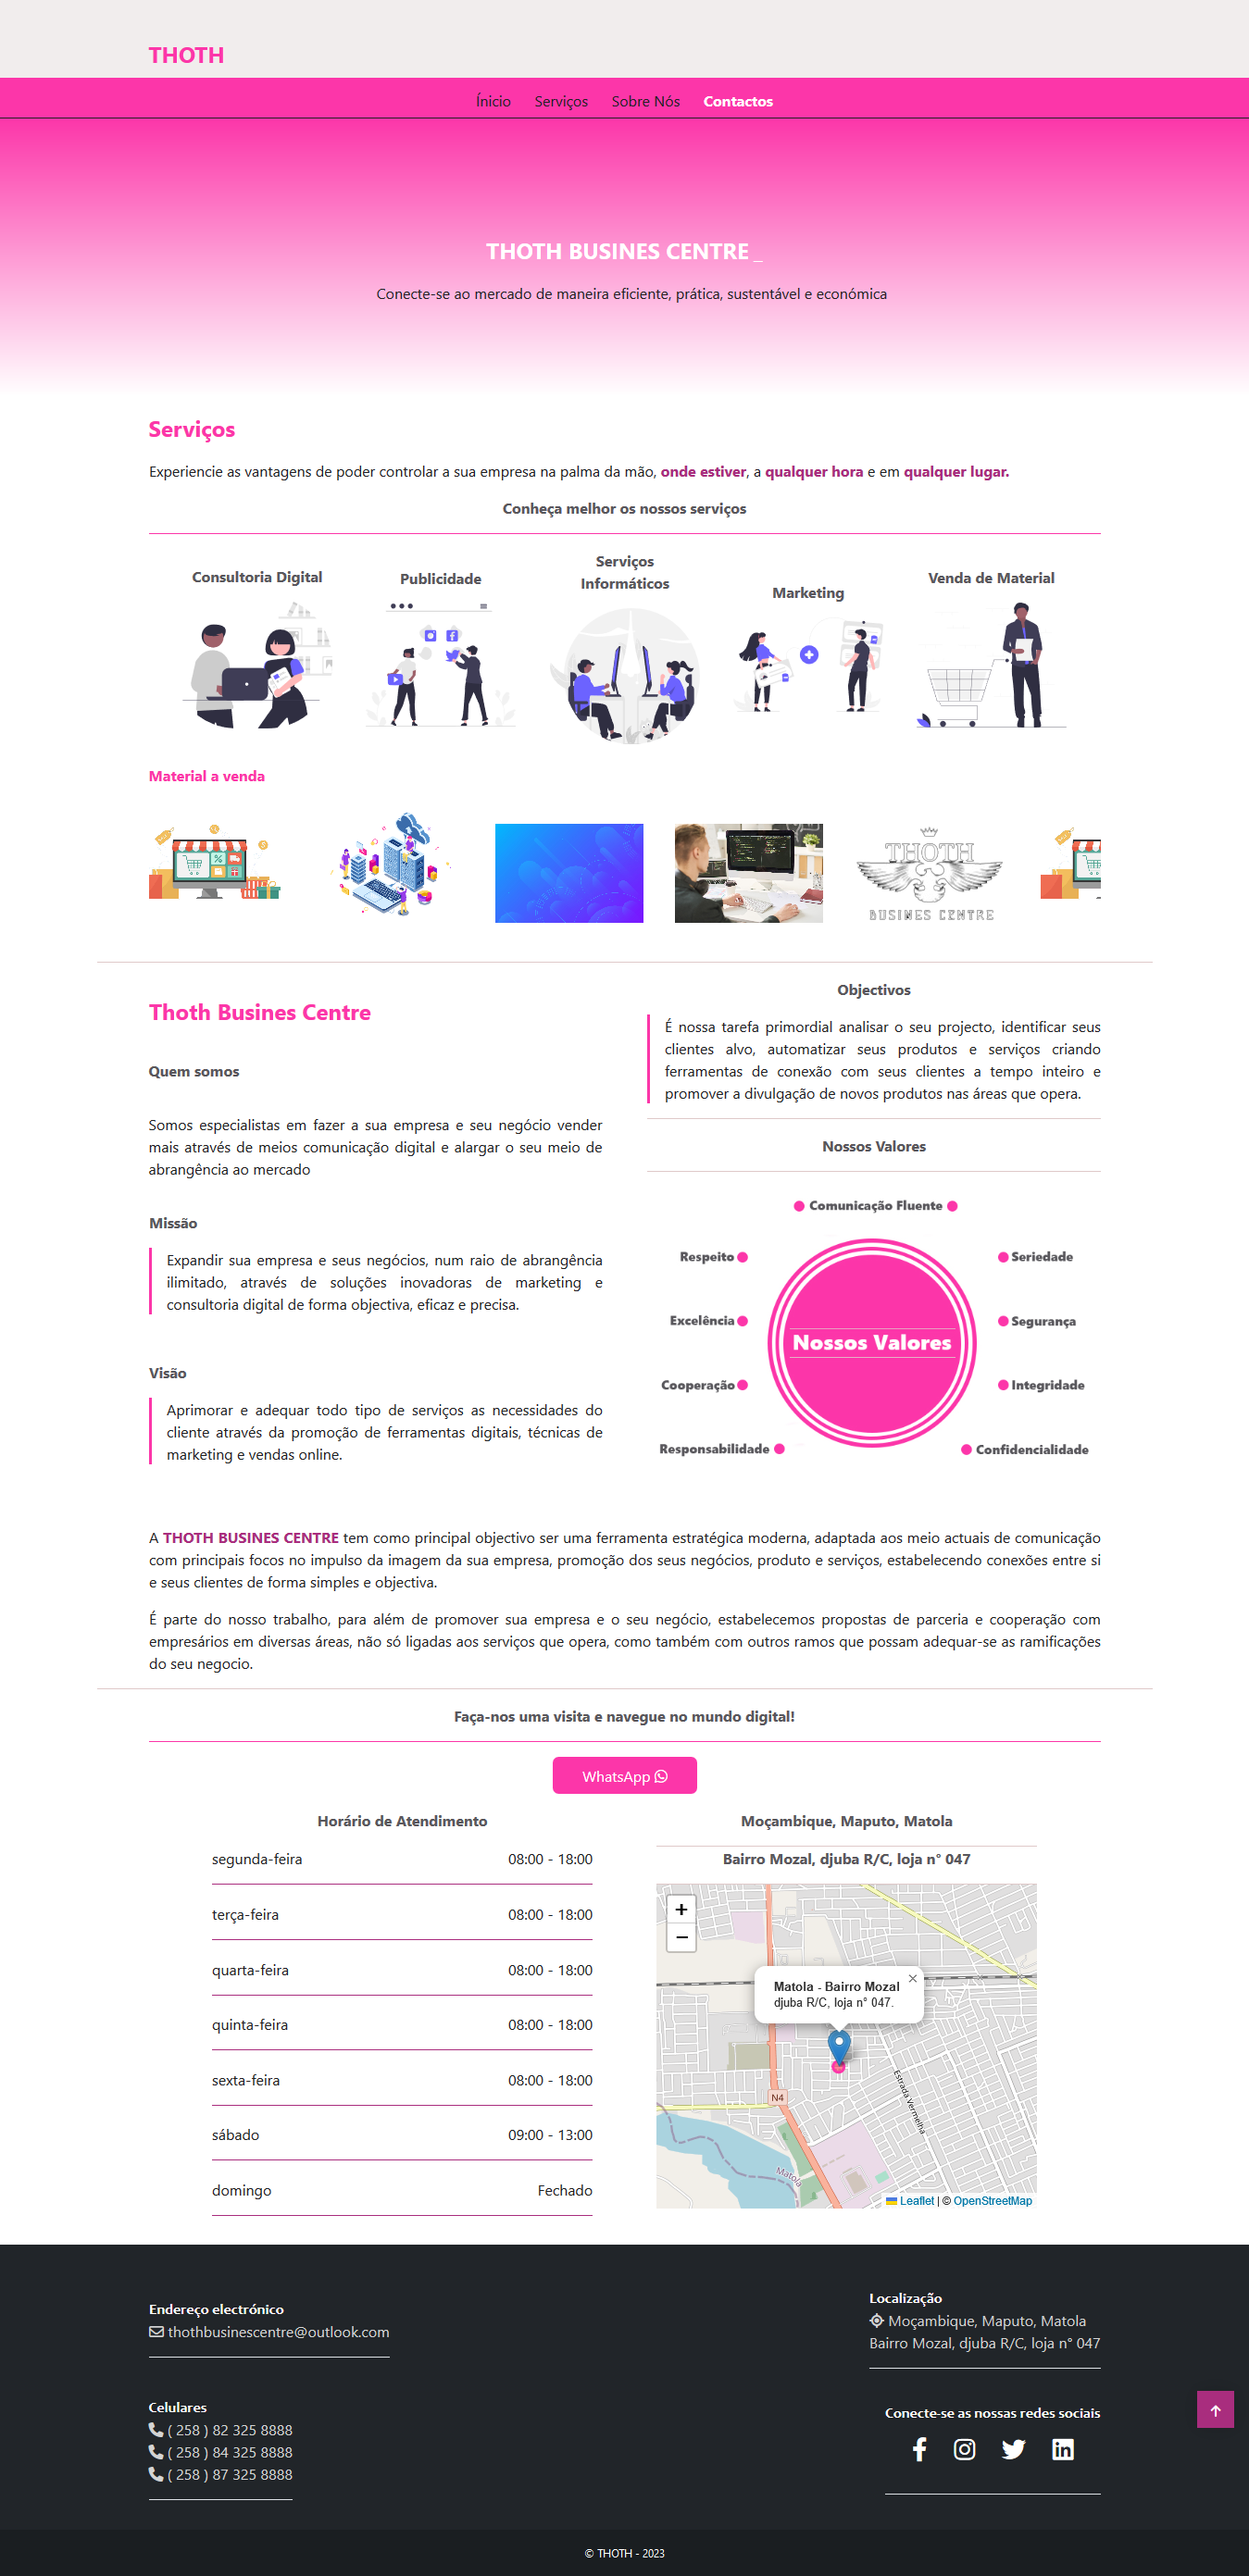 THOTH
Ínicio Serviços Sobre Nós Contactos
THOTH BUSINES CENTRE _
Conecte-se ao mercado de maneira eficiente, prática, sustentável e económica
Serviços
Experiencie as vantagens de poder controlar a sua empresa na palma da mão, onde estiver, a qualquer hora e em qualquer lugar.
Conheça melhor os nossos serviços
Consultoria Digital
Publicidade
Serviços
Informáticos
Marketing
Venda de Material
Material a venda
THOTH
BUSINES CENTRE
Thoth Busines Centre
Quem somos
Somos especialistas em fazer a sua empresa e seu negócio vender
mais através de meios comunicação digital e alargar o seu meio de
abrangência ao mercado
Missão
Expandir sua empresa e seus negócios, num raio de abrangência
ilimitado, através de soluções inovadoras de marketing e
consultoria digital de forma objectiva, eficaz e precisa.
Visão
Aprimorar e adequar todo tipo de serviços as necessidades do
cliente através da promoção de ferramentas digitais, técnicas de
marketing e vendas online.
Objectivos
É nossa tarefa primordial analisar o seu projecto, identificar seus
clientes alvo, automatizar seus produtos e serviços criando
ferramentas de conexão com seus clientes a tempo inteiro e
promover a divulgação de novos produtos nas áreas que opera.
Nossos Valores
Comunicação Fluente
Respeito
Seriedade
Excelência
Segurança
Nossos Valores
Cooperação
Integridade
Responsabilidade
Confidencialidade
A THOTH BUSINES CENTRE tem como principal objectivo ser uma ferramenta estratégica moderna, adaptada aos meio actuais de comunicação
com principais focos no impulso da imagem da sua empresa, promoção dos seus negócios, produto e serviços, estabelecendo conexões entre si
e seus clientes de forma simples e objectiva.
É parte do nosso trabalho, para além de promover sua empresa e o seu negócio, estabelecemos propostas de parceria e cooperação com
empresários em diversas áreas, não só ligadas aos serviços que opera, como também com outros ramos que possam adequar-se as ramificações
do seu negocio.
Faça-nos uma visita e navegue no mundo digital!
WhatsApp
Horário de Atendimento
segunda-feira 08:00 - 18:00
terça-feira 08:00 - 18:00
quarta-feira 08:00 - 18:00
quinta-feira 08:00 - 18:00
sexta-feira 08:00 - 18:00
sábado 09:00 - 13:00
domingo Fechado
Moçambique, Maputo, Matola
Bairro Mozal, djuba R/C, loja n° 047
+
−
Matola - Bairro Mozal ×
djuba R/C, loja n° 047.
Estrada Vermelha
N4
Matola
Leaflet | © OpenStreetMap
Endereço electrónico
thothbusinescentre@outlook.com
Celulares
( 258 ) 82 325 8888
( 258 ) 84 325 8888
( 258 ) 87 325 8888
Localização
Moçambique, Maputo, Matola
Bairro Mozal, djuba R/C, loja n° 047
Conecte-se as nossas redes sociais
© THOTH - 2023